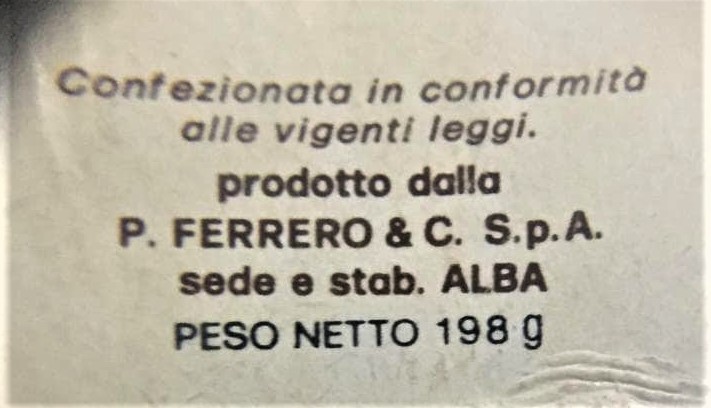 Confezionata in conformità
alle vigenti leggi.
prodotto dalla
P. FERRERO & C. S.p.A.
sede e stab. ALBA
PESO NETTO 198 g